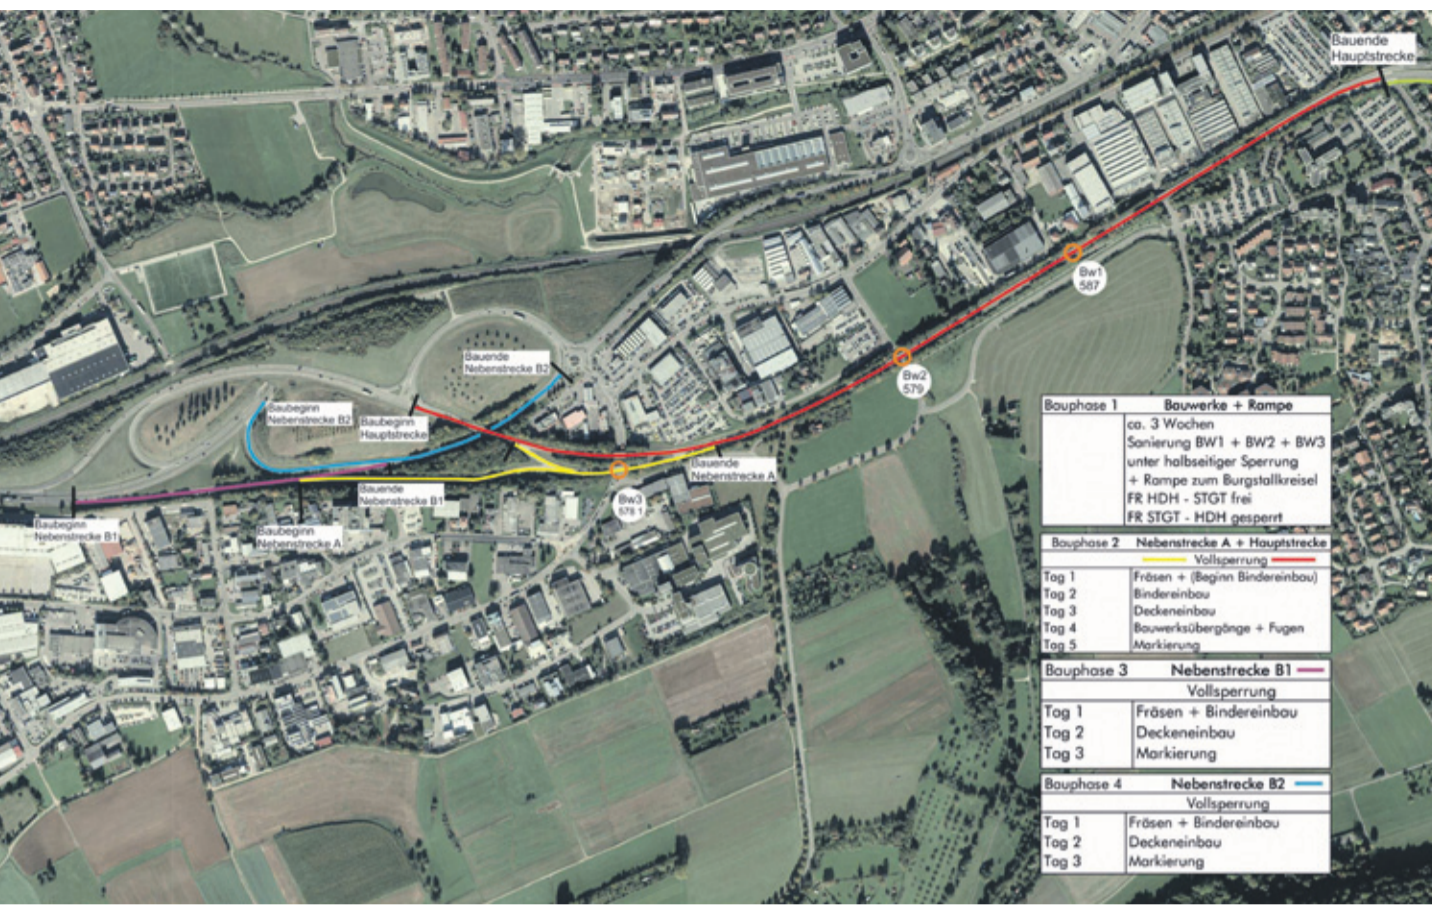 Bauende
Hauptstrecke
Bw1
587
Bauende
Nebenstrecke B2
Bw2
579
Baubeginn
Nebenstrecke B2
Baubeginn
Hauptstrecke
Bauende
Nebenstrecke A
Bauende
Nebenstrecke B1
Bw3
578 1
Baubeginn
Nebenstrecke B1
Baubeginn
Nebenstrecke A
Bauphase 1 Bauwerke + Rampe
ca. 3 Wochen
Sanierung BW1 + BW2 + BW3
unter halbseitiger Sperrung
+ Rampe zum Burgstallkreisel
FR HDH - STGT frei
FR STGT - HDH gesperrt
Bauphase 2 Nebenstrecke A + Hauptstrecke
Vollsperrung
Tag 1 Fräsen + (Beginn Bindereinbau)
Tag 2 Bindereinbau
Tag 3 Deckeneinbau
Tag 4 Bauwerksübergänge + Fugen
Tag 5 Markierung
Bauphase 3 Nebenstrecke B1
Vollsperrung
Tag 1 Fräsen + Bindereinbau
Tag 2 Deckeneinbau
Tag 3 Markierung
Bauphase 4 Nebenstrecke B2
Vollsperrung
Tag 1 Fräsen + Bindereinbau
Tag 2 Deckeneinbau
Tag 3 Markierung